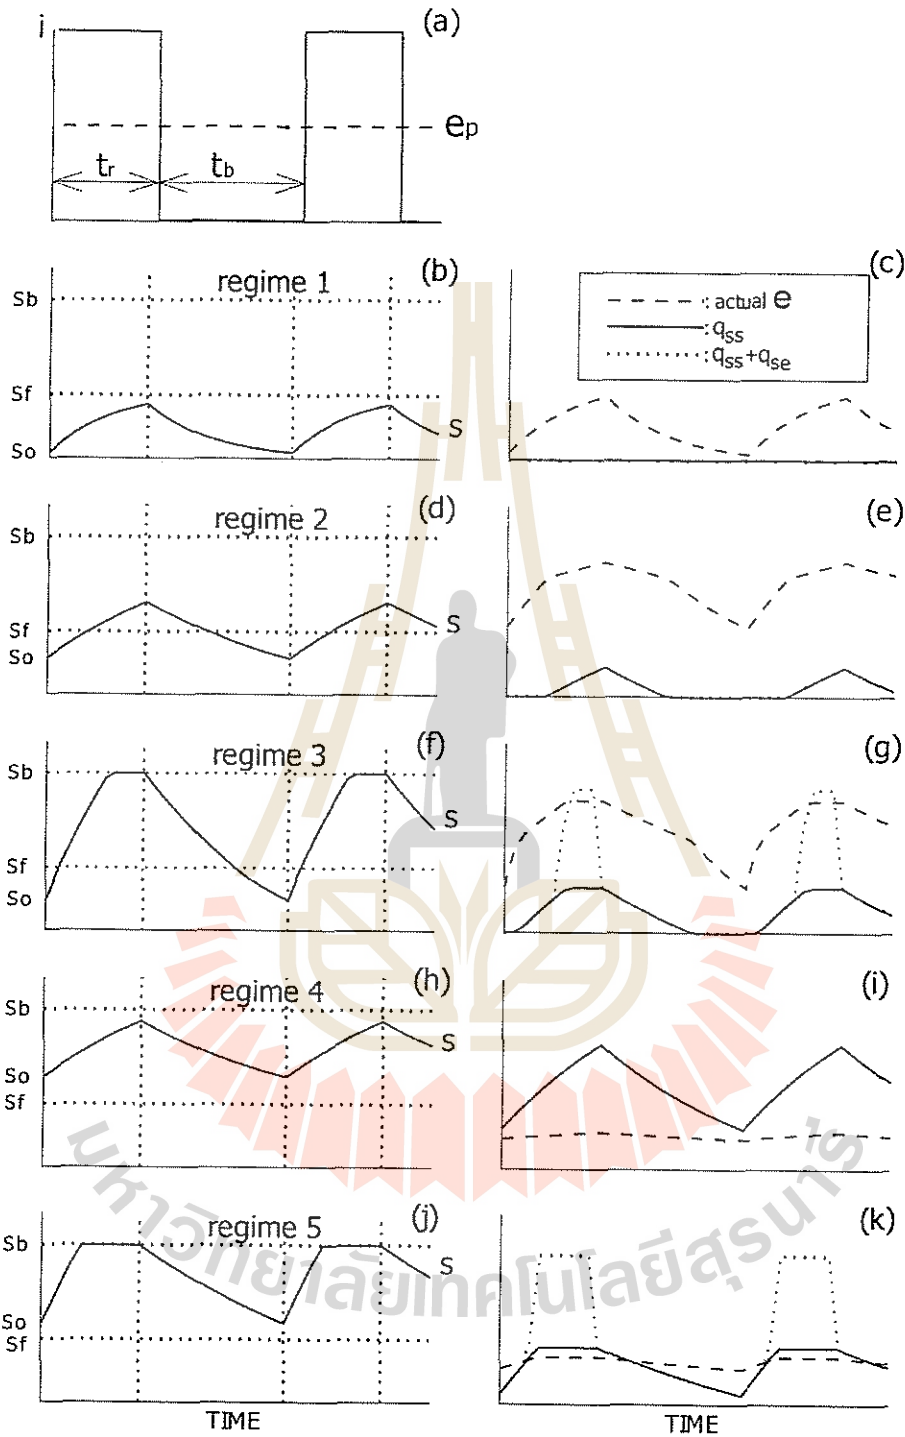 (a)
i
ep
tr
tb
(b)
regime 1
Sb
Sf
So
S
(c)
: actual e
: qss
: qss+qse
(d)
regime 2
Sb
Sf
So
S
(e)
(f)
regime 3
Sb
Sf
So
S
(g)
(h)
regime 4
Sb
So
Sf
S
(i)
(j)
regime 5
Sb
So
Sf
S
(k)
TIME
TIME
มหาวิทยาลัยเทคโนโลยีสุรนารี